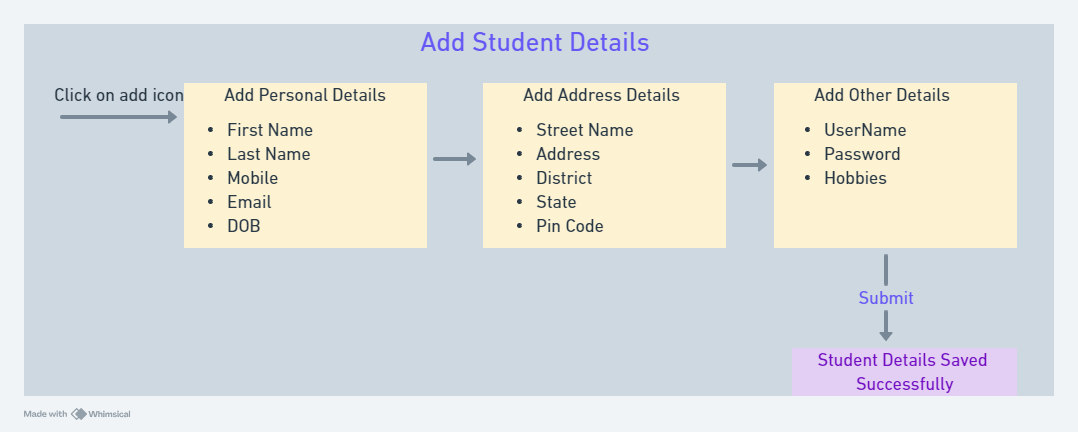 Add Student Details
Click on add icon
Add Personal Details
• First Name
• Last Name
• Mobile
• Email
• DOB
Add Address Details
• Street Name
• Address
• District
• State
• Pin Code
Add Other Details
• UserName
• Password
• Hobbies
Submit
Student Details Saved
Successfully
Made with Whimsical